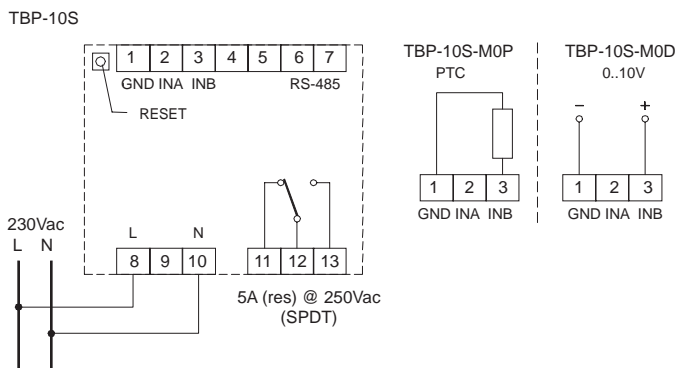 TBP-10S
1 2 3 4 5 6 7
GND INA INB RS-485
RESET
230Vac
L N
L N
8 9 10 11 12 13
5A (res) @ 250Vac
(SPDT)
TBP-10S-M0P
PTC
1 2 3
GND INA INB
TBP-10S-M0D
0..10V
− +
1 2 3
GND INA INB